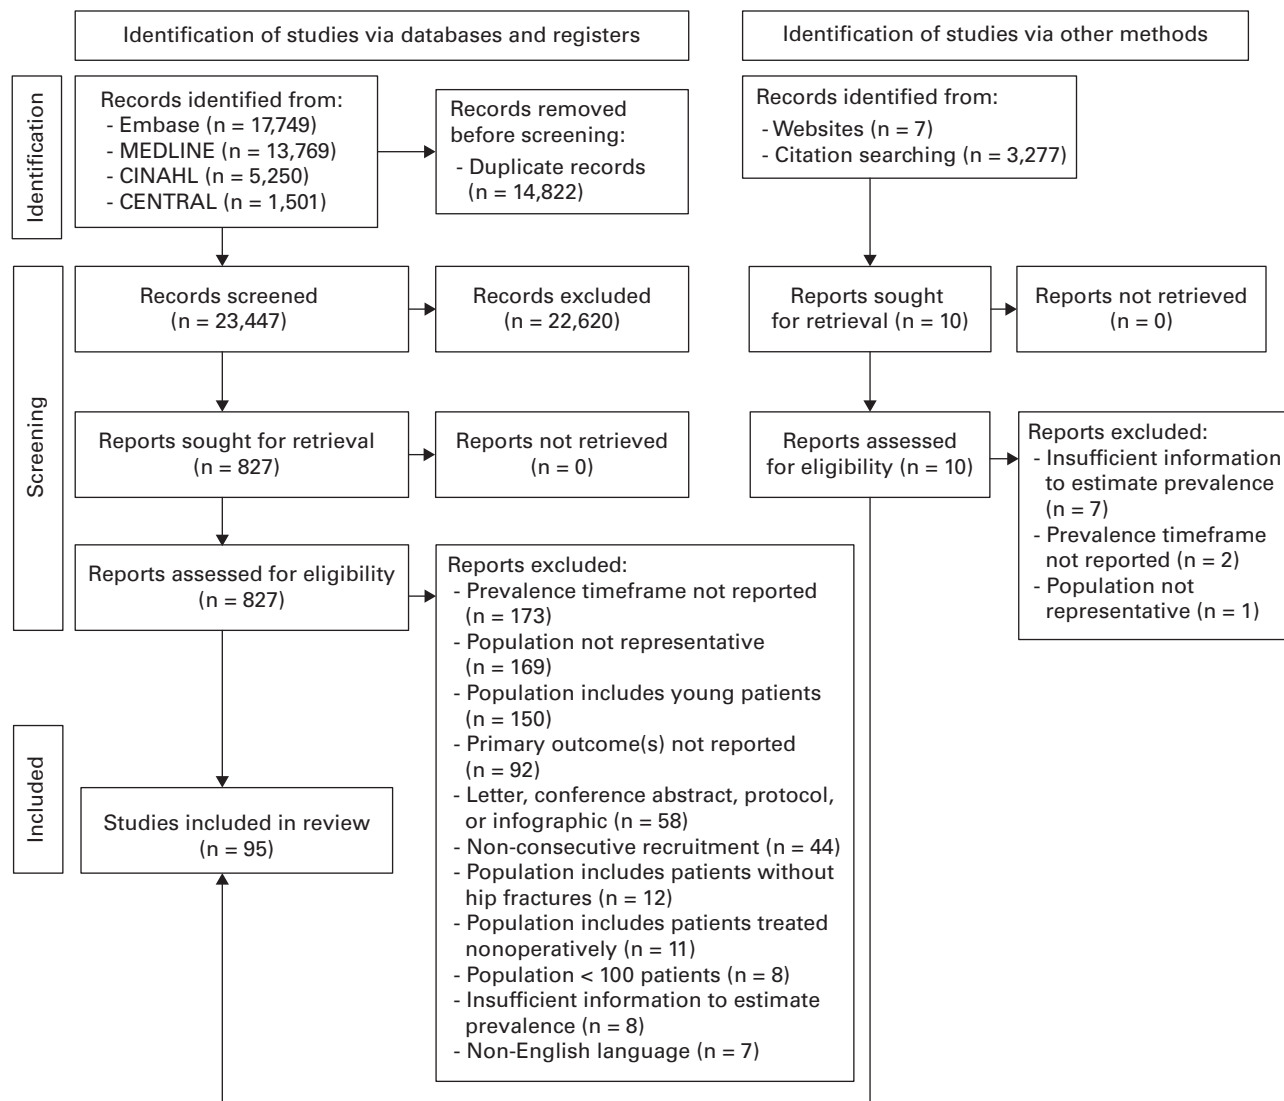 Identification of studies via databases and registers
Identification of studies via other methods
Identification
Records identified from:
- Embase (n = 17,749)
- MEDLINE (n = 13,769)
- CINAHL (n = 5,250)
- CENTRAL (n = 1,501)
Records removed
before screening:
- Duplicate records
(n = 14,822)
Records identified from:
- Websites (n = 7)
- Citation searching (n = 3,277)
Screening
Records screened
(n = 23,447)
Records excluded
(n = 22,620)
Reports sought
for retrieval (n = 10)
Reports not retrieved
(n = 0)
Reports sought for retrieval
(n = 827)
Reports not retrieved
(n = 0)
Reports assessed
for eligibility (n = 10)
Reports excluded:
- Insufficient information
to estimate prevalence
(n = 7)
- Prevalence timeframe
not reported (n = 2)
- Population not
representative (n = 1)
Reports assessed for eligibility
(n = 827)
Reports excluded:
- Prevalence timeframe not reported
(n = 173)
- Population not representative
(n = 169)
- Population includes young patients
(n = 150)
- Primary outcome(s) not reported
(n = 92)
- Letter, conference abstract, protocol,
or infographic (n = 58)
- Non-consecutive recruitment (n = 44)
- Population includes patients without
hip fractures (n = 12)
- Population includes patients treated
nonoperatively (n = 11)
- Population < 100 patients (n = 8)
- Insufficient information to estimate
prevalence (n = 8)
- Non-English language (n = 7)
Included
Studies included in review
(n = 95)